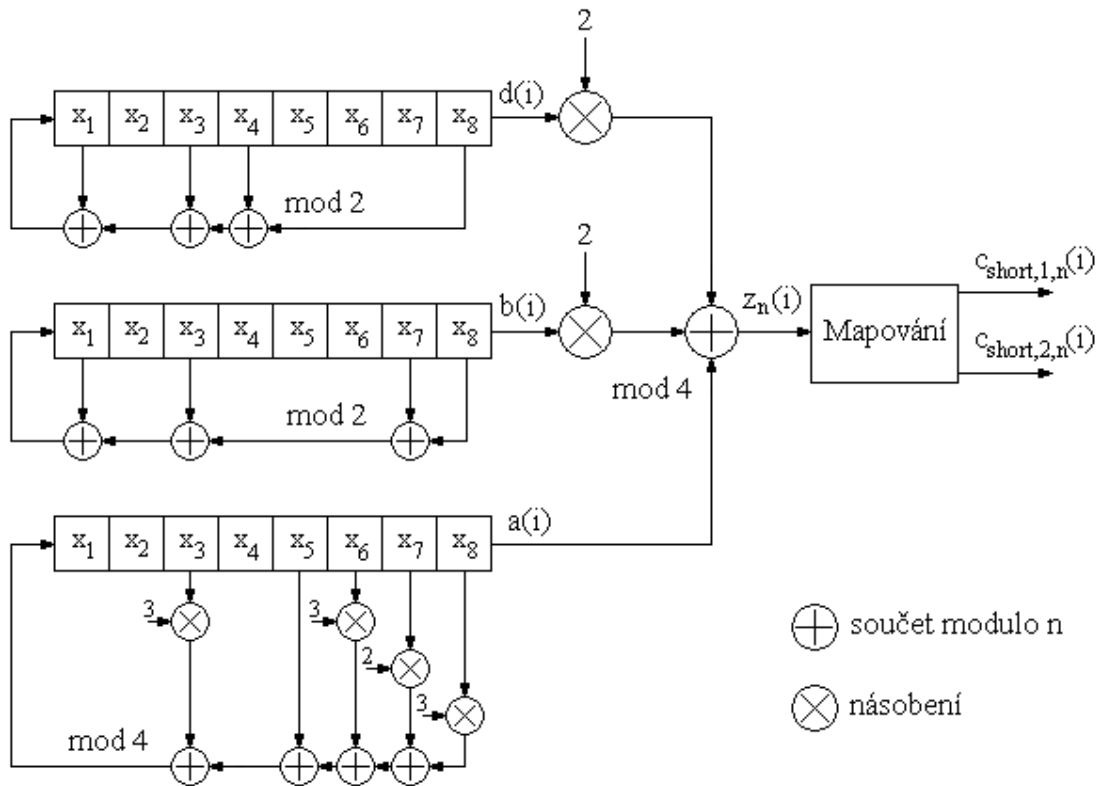 2
d(i)
x1 x2 x3 x4 x5 x6 x7 x8
mod 2
2
b(i)
x1 x2 x3 x4 x5 x6 x7 x8
mod 2
zn(i)
mod 4
Mapování
cshort,1,n(i)
cshort,2,n(i)
a(i)
x1 x2 x3 x4 x5 x6 x7 x8
3
3
2
3
mod 4
součet modulo n
násobení